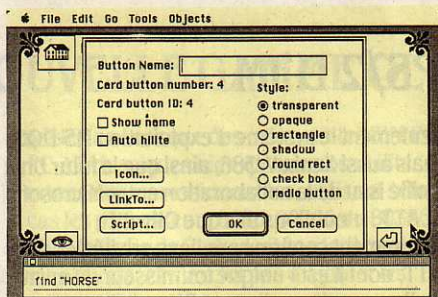 File Edit Go Tools Objects
Button Name:
Card button number: 4
Card button ID: 4
Show name
Auto hilite
Style:
transparent
opaque
rectangle
shadow
round rect
check box
radio button
Icon...
LinkTo...
Script...
OK
Cancel
find "HORSE"